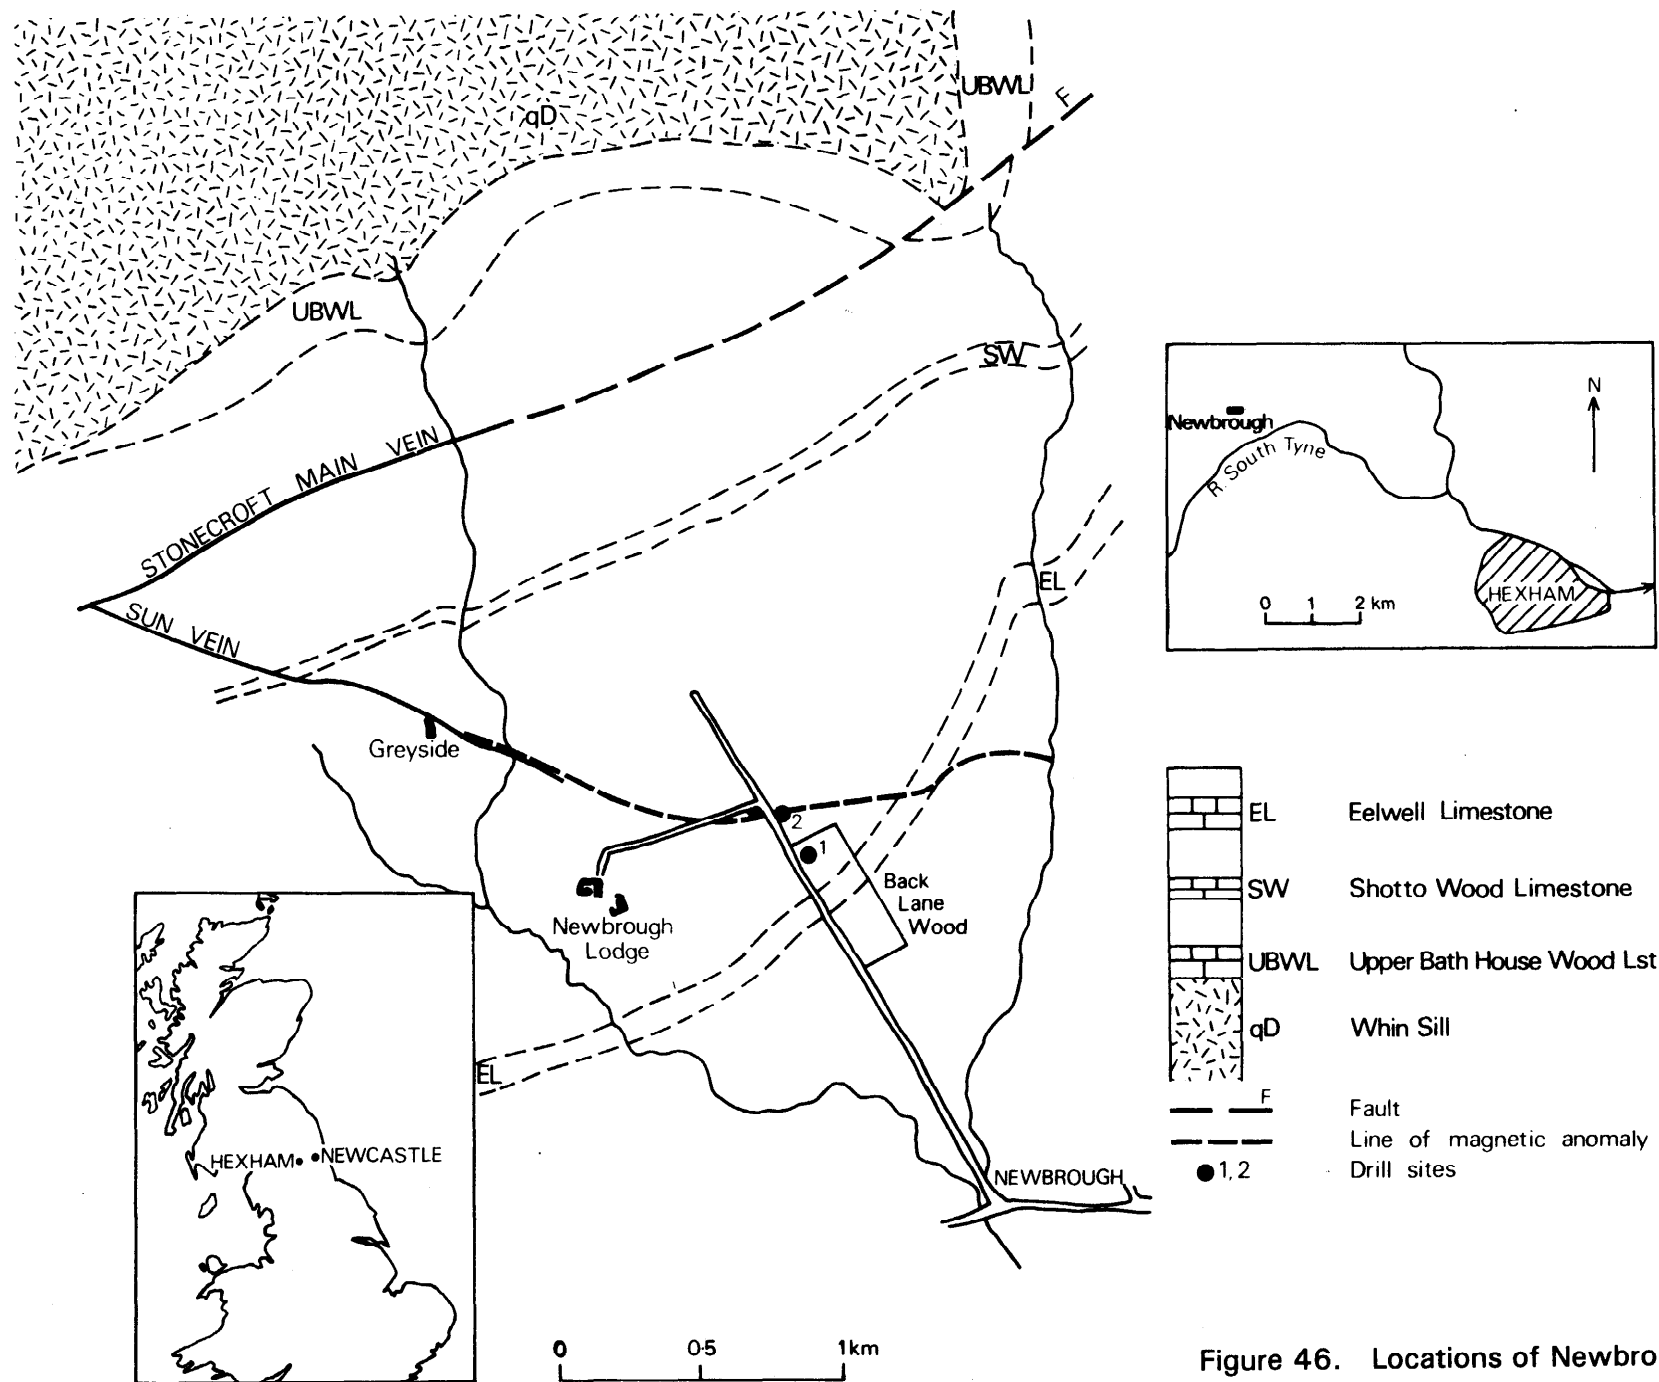 UBWL
F
qD
UBWL
SW
STONECROFT MAIN VEIN
SUN VEIN
EL
Greyside
2
1
Back
Lane
Wood
Newbrough
Lodge
EL
NEWBROUGH
0 0·5 1km
N
Newbrough
R. South Tyne
0 1 2 km
HEXHAM
HEXHAM NEWCASTLE
EL Eelwell Limestone
SW Shotto Wood Limestone
UBWL Upper Bath House Wood Lst
qD Whin Sill
F Fault
Line of magnetic anomaly
1,2 Drill sites
Figure 46. Locations of Newbro